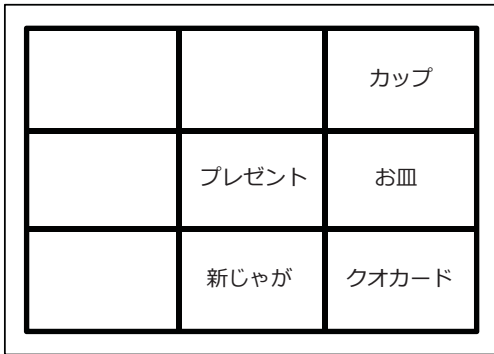 カップ
プレゼント
お皿
新じゃが
クオカード